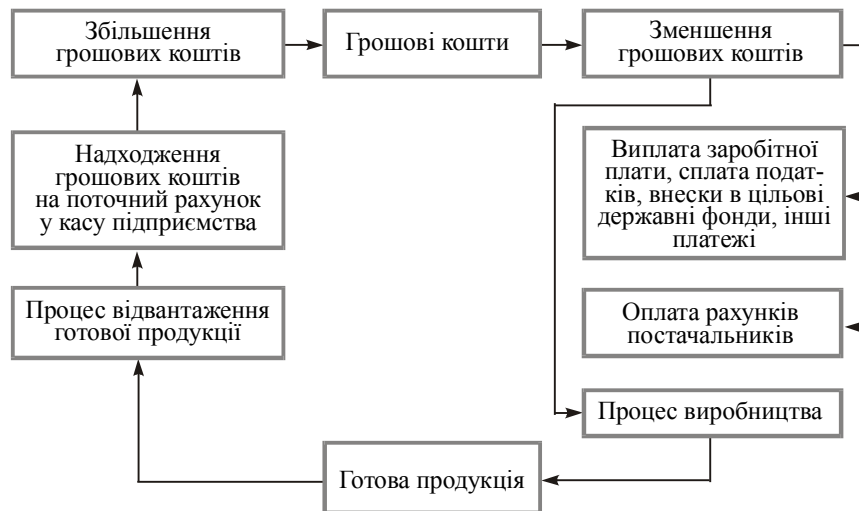 Збільшення
грошових коштів
Грошові кошти
Зменшення
грошових коштів
Надходження
грошових коштів
на поточний рахунок
у касу підприємства
Виплата заробітної
плати, сплата подат-
ків, внески в цільові
державні фонди, інші
платежі
Процес відвантаження
готової продукції
Оплата рахунків
постачальників
Процес виробництва
Готова продукція